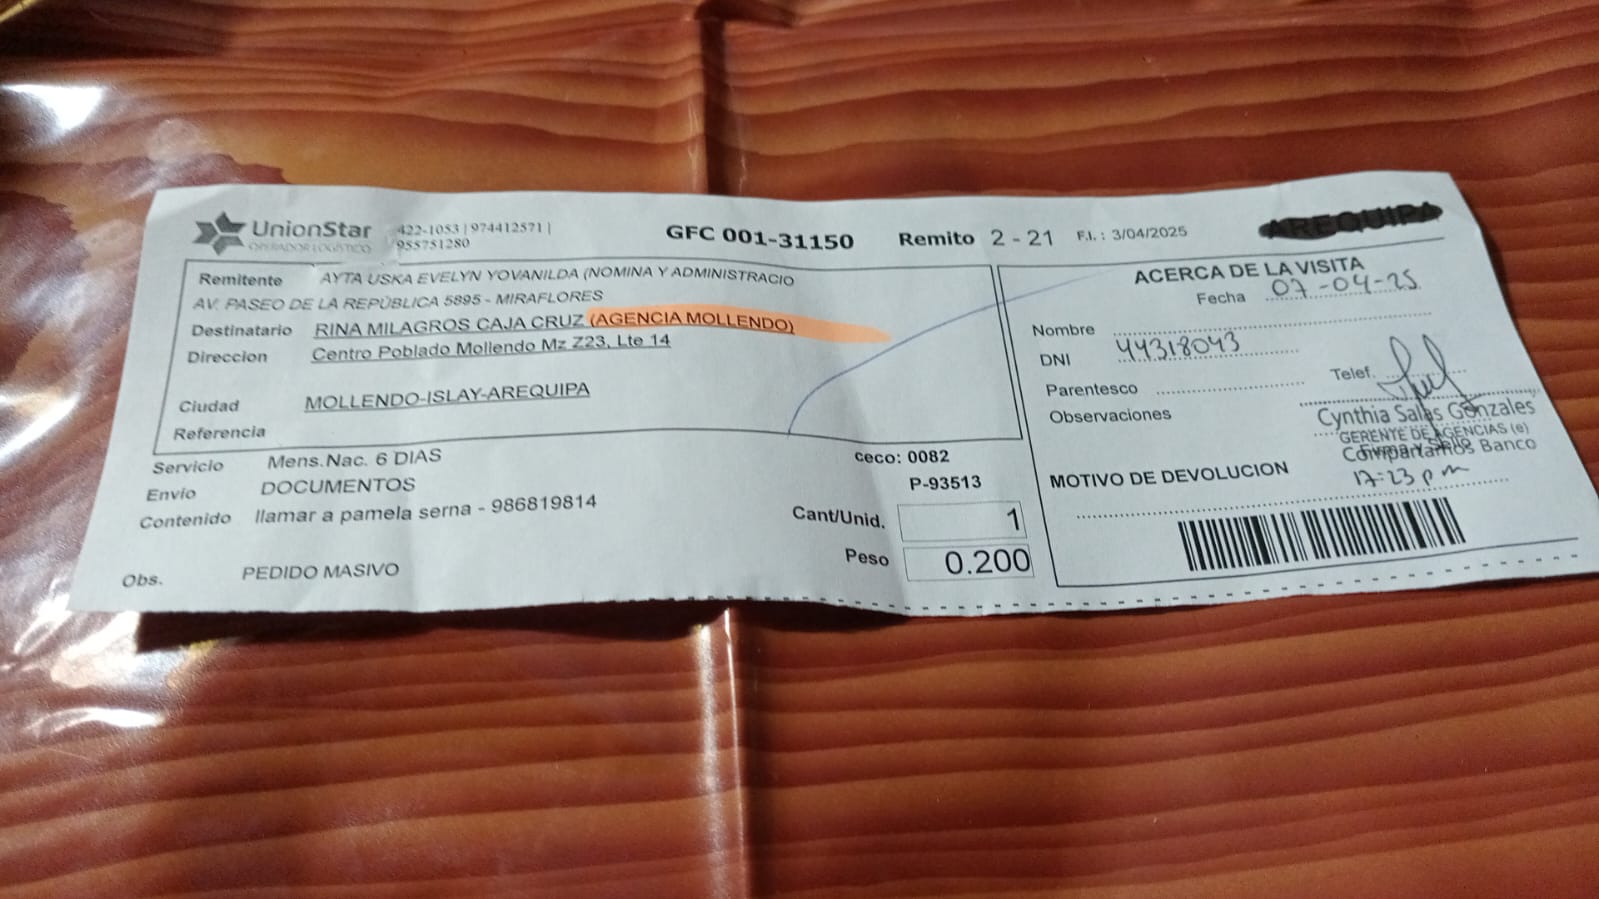 UnionStar
OPERADOR LOGISTICO
422-1053 | 974412571 |
955751280
GFC 001-31150
Remito 2 - 21
F.I. : 3/04/2025
AREQUIPA
Remitente AYTA USKA EVELYN YOVANILDA (NOMINA Y ADMINISTRACIO
AV. PASEO DE LA REPÚBLICA 5895 - MIRAFLORES
Destinatario RINA MILAGROS CAJA CRUZ (AGENCIA MOLLENDO)
Direccion Centro Poblado Mollendo Mz Z23, Lte 14
Ciudad MOLLENDO-ISLAY-AREQUIPA
Referencia
Servicio Mens.Nac. 6 DIAS
Envio DOCUMENTOS
Contenido llamar a pamela serna - 986819814
Obs. PEDIDO MASIVO
ceco: 0082
P-93513
Cant/Unid. 1
Peso 0.200
ACERCA DE LA VISITA
Fecha 07-04-25
Nombre
DNI 44318043
Parentesco
Telef.
Observaciones
Cynthia Salas Gonzales
GERENTE DE AGENCIAS (e)
Firma y Sello
Compartamos Banco
17:23 pm
MOTIVO DE DEVOLUCION